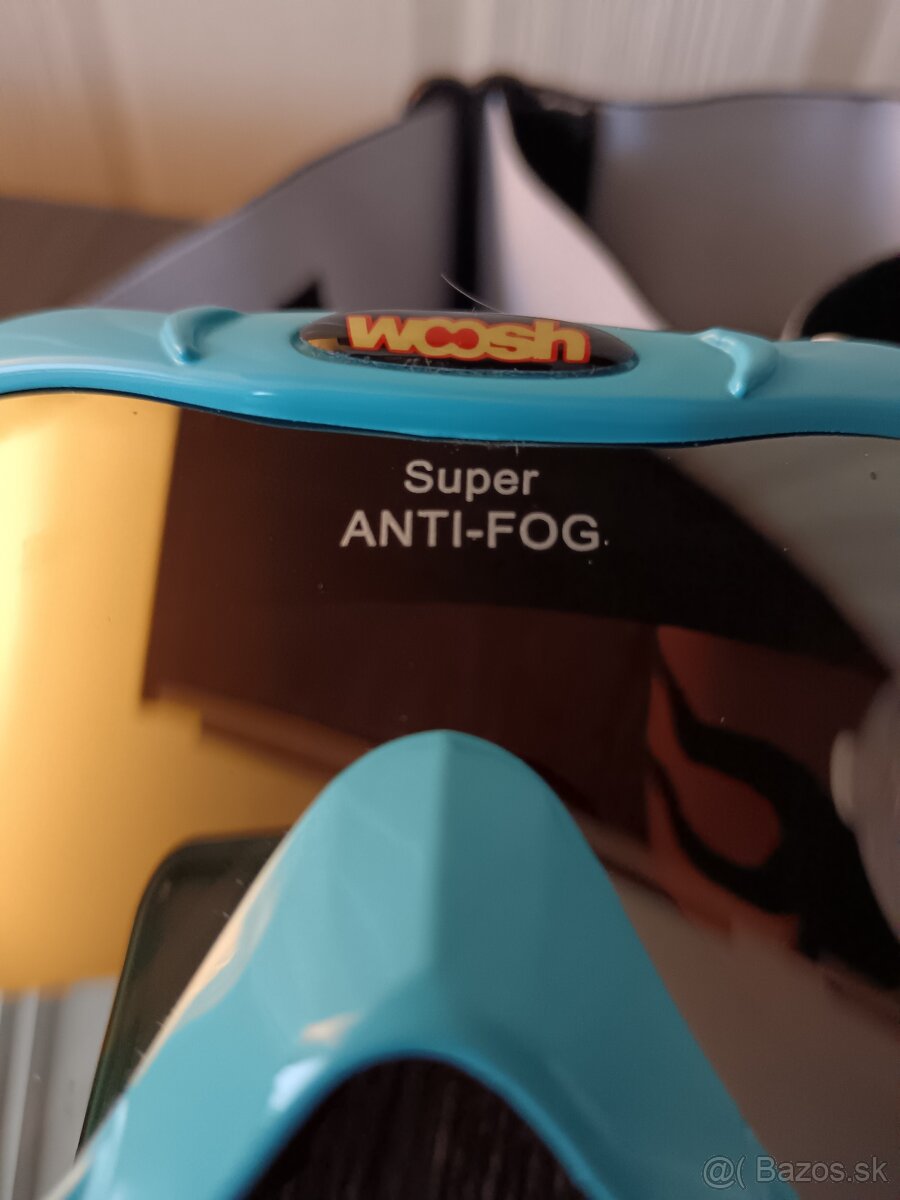 woosh
Super
ANTI-FOG
@( Bazos.sk